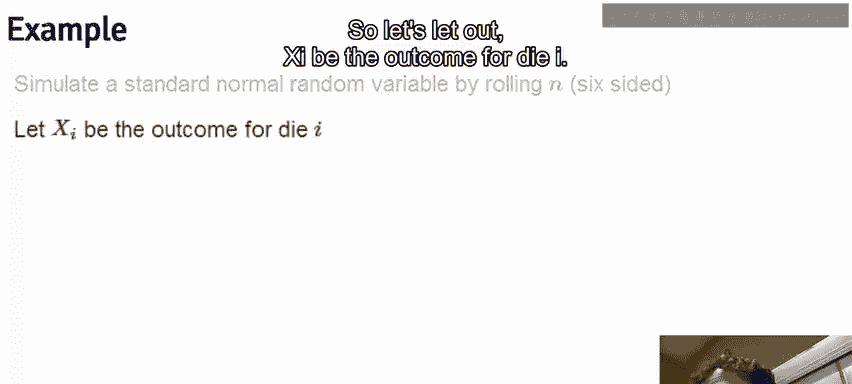 Example
So let's let out,
Xi be the outcome for die i.
Simulate a standard normal random variable by rolling n (six sided)
Let X_i be the outcome for die i